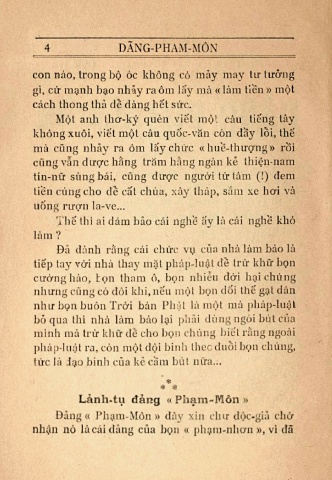 4 DẢNG-PHẠM-MÔN
con nào, trong bộ óc không có mảy may tư tưởng
gì, cứ mạnh bạo nhảy ra ôm lấy mà « làm tiền » một
cách thong thả dễ dàng hết sức.
Một anh thơ-ký quèn viết một câu tiếng tây
không xuôi, viết một câu quốc-văn còn đầy lỗi, thế
mà cũng nhảy ra ôm lấy chức « huề-thượng » rồi
cũng vẫn được hằng trăm hằng ngàn kẻ thiện-nam
tín-nữ sùng bái, cũng được người tử tâm (!) đem
tiền cúng cho để cất chùa, xây tháp, sắm xe hơi và
uống rượu la-ve...
Thế thì ai dám bảo cái nghề ấy là cái nghề khó
làm ?
Đã đành rằng cái chức vụ của nhà làm báo là
tiếp tay với nhà thay mặt pháp-luật để trừ khử bọn
cường hào, bọn tham ô, bọn nhiễu đời hại chúng
nhưng cũng có đôi khi, nếu một bọn dối thế gạt dân
như bọn buôn Trời bán Phật là một mà pháp-luật
bỏ qua thì nhà làm báo lại phải dùng ngòi bút của
mình mà trừ khử để cho bọn chúng biết rằng ngoài
pháp-luật ra, còn một đội binh theo đuổi bọn chúng,
tức là đạo binh của kẻ cầm bút nữa...
***
Lãnh-tụ đảng « Phạm-Môn »
Đảng « Phạm-Môn » đây xin chư độc-giả chớ
nhận nó là cái đảng của bọn « phạm-nhơn », vì đã